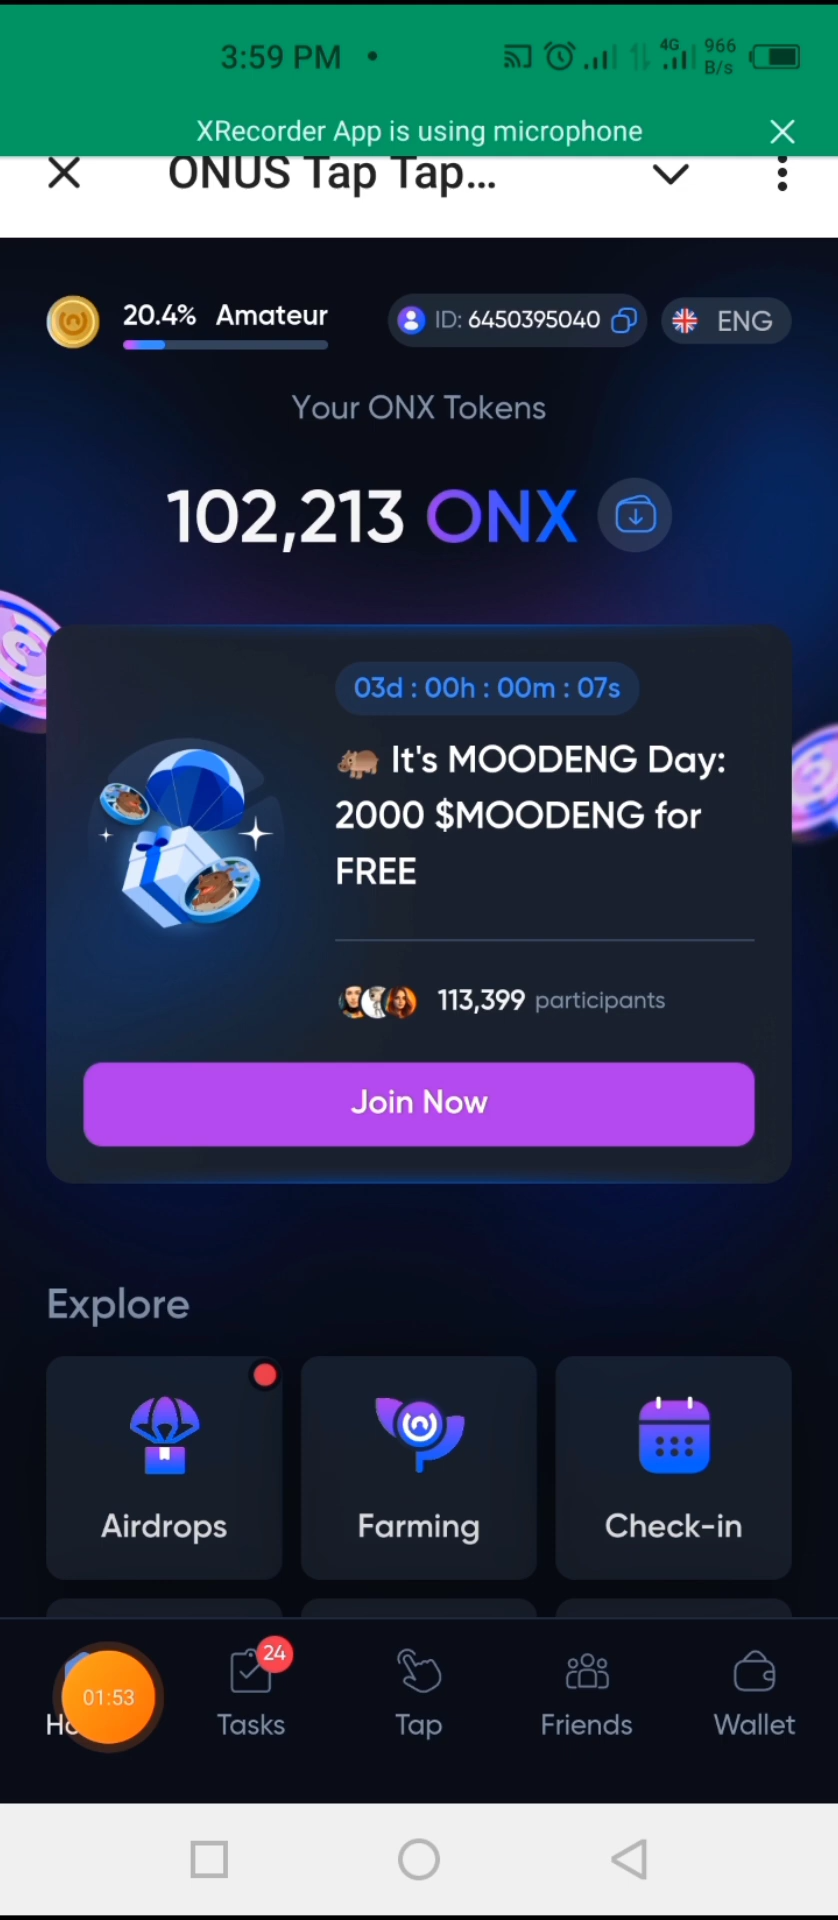 3:59 PM
4G
966
B/s
XRecorder App is using microphone
ONUS Tap Tap...
20.4% Amateur
ID: 6450395040
ENG
Your ONX Tokens
102,213 ONX
03d : 00h : 00m : 07s
It's MOODENG Day:
2000 $MOODENG for
FREE
113,399 participants
Join Now
Explore
Airdrops
Farming
Check-in
01:53
24
Ho
Tasks
Tap
Friends
Wallet